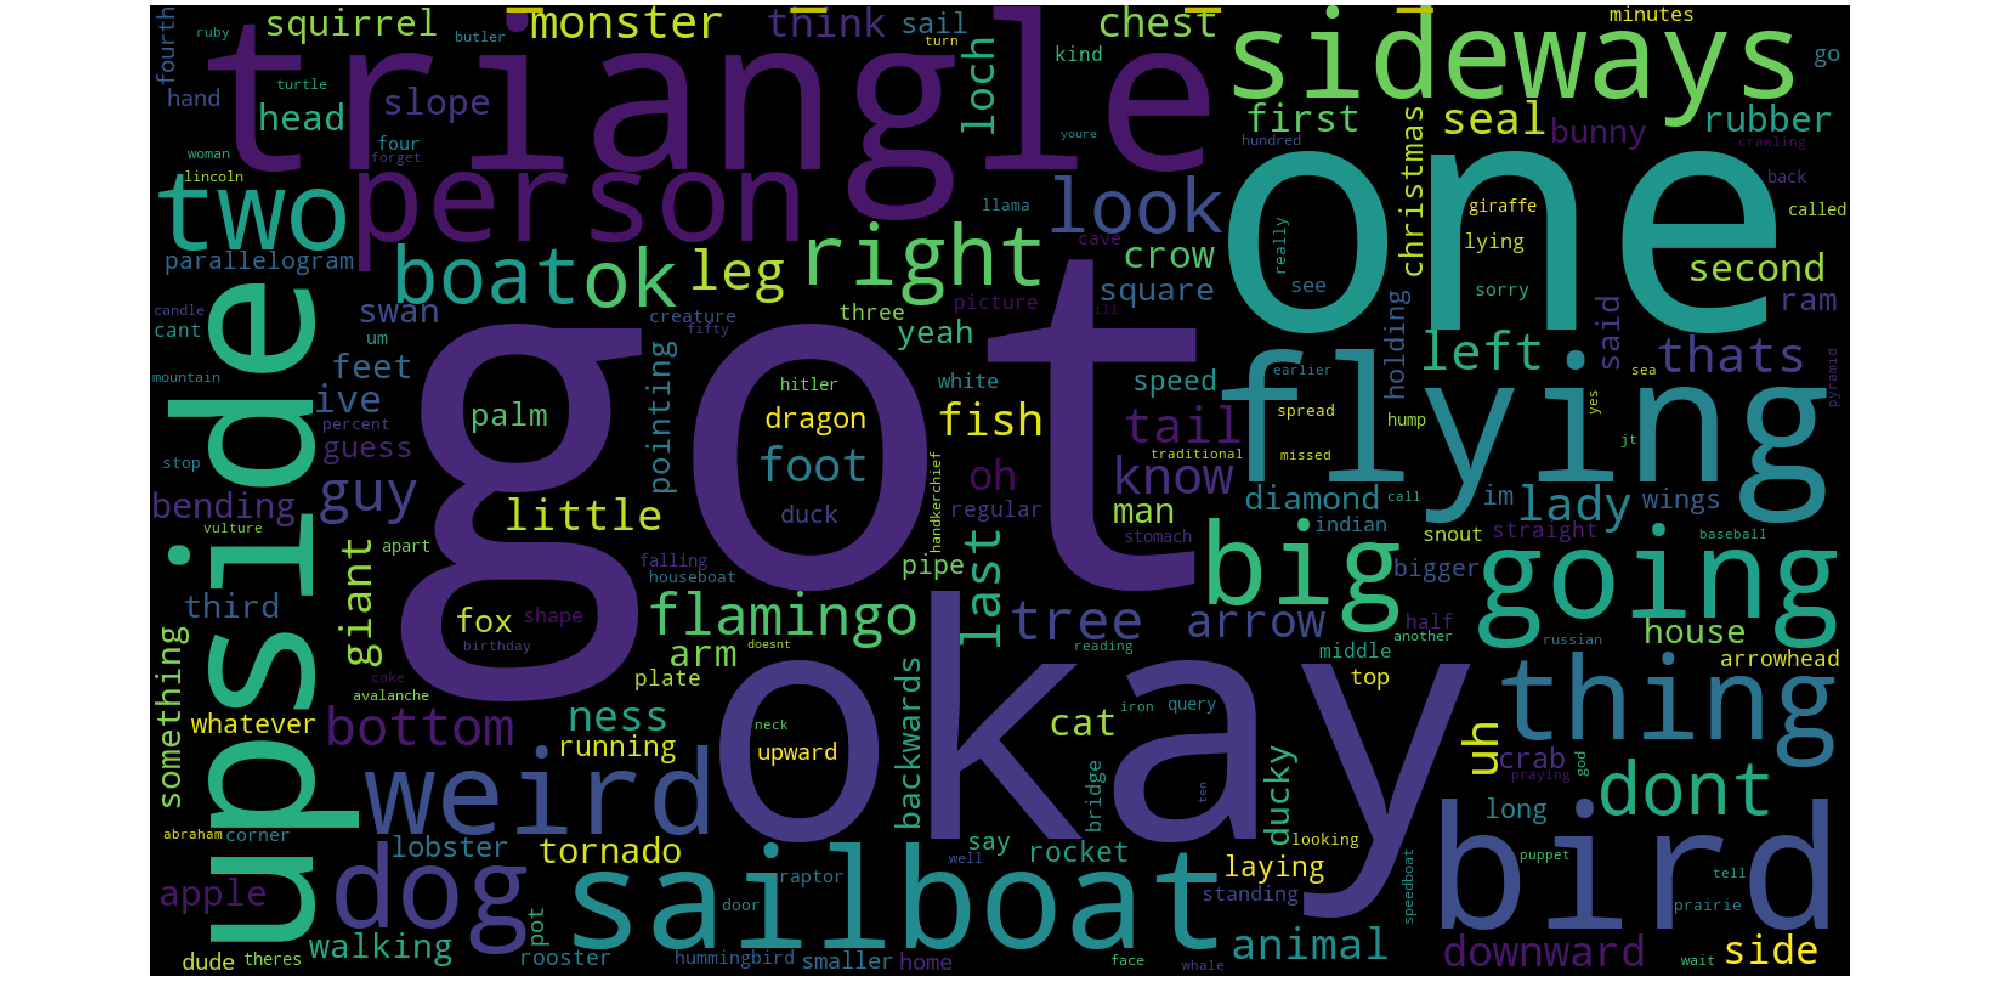 fourth
ruby
squirrel
butler
monster
think
sail
turn
chest
minutes
sideways
kind
go
loch
triangle
hand
turtle
head
slope
four
forget
woman
lincoln
youre
first
hundred
christmas
seal
bunny
rubber
crawling
back
called
two
person
look
llama
cave
one
giraffe
lying
really
see
sorry
second
parallelogram
boat
ok
leg
right
crow
square
picture
ill
ram
said
holding
candle
cant
swan
um
creature
fifty
three
yeah
left
thats
sea
pyramid
mountain
upside
feet
ive
percent
guess
pointing
got
hitler
palm
dragon
foot
duck
white
fish
speed
earlier
spread
flying
hump
yes
jt
tail
traditional
missed
know
oh
handkerchief
regular
stop
bending
guy
little
vulture
man
stomach
diamond
call
indian
im
lady
wings
snout
straight
baseball
apart
giant
falling
houseboat
pipe
last
big
bigger
going
third
fox
shape
birthday
flamingo
doesnt
tree
reading
arrow
half
another
middle
russian
house
arrowhead
something
cake
avalanche
arm
plate
top
thing
whatever
bottom
ness
running
neck
upward
okay
backwards
cat
iron
query
uh
crab
praying
god
dont
weird
bridge
ten
ducky
looking
long
bird
abraham
corner
lobster
tornado
say
well
rocket
laying
standing
speedboat
puppet
tell
prairie
apple
dog
sailboat
raptor
door
pot
walking
rooster
hummingbird
smaller
home
face
whale
animal
downward
wait
side
dude
theres